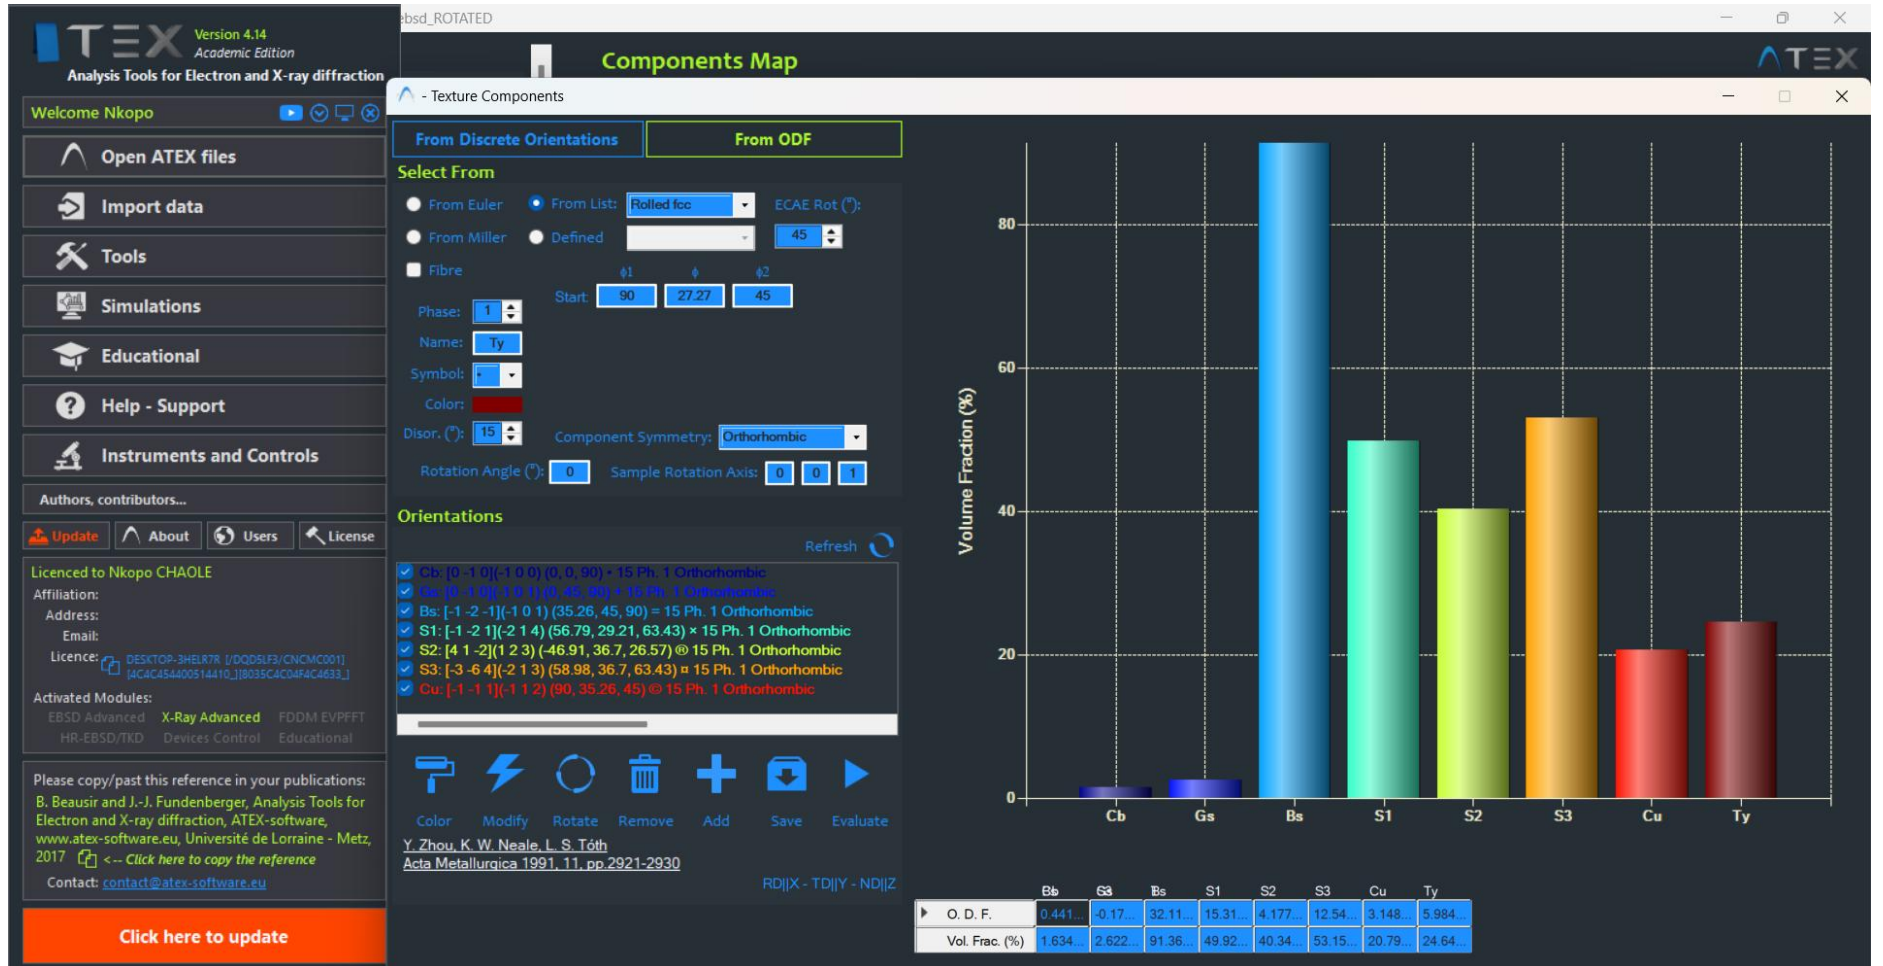 TEX
Version 4.14
Academic Edition
Analysis Tools for Electron and X-ray diffraction
Welcome Nkopo
Open ATEX files
Import data
Tools
Simulations
Educational
Help - Support
Instruments and Controls
Authors, contributors...
Update
About
Users
License
Licenced to Nkopo CHAOLE
Affiliation:
Address:
Email:
Licence:
Activated Modules:
EBSD Advanced X-Ray Advanced FDDM EVPFFT
HR-EBSD/TKD Devices Control Educational
Please copy/past this reference in your publications:
B. Beausir and J.-J. Fundenberger, Analysis Tools for
Electron and X-ray diffraction, ATEX-software,
www.atex-software.eu, Université de Lorraine - Metz,
2017 <-- Click here to copy the reference
Contact: contact@atex-software.eu
Click here to update
ebsd_ROTATED
Components Map
ATEX
- Texture Components
From Discrete Orientations
From ODF
Select From
From Euler
From List: Rolled fcc
ECAE Rot (°):
From Miller
Defined
45
Fibre
ϕ1 ϕ ϕ2
Start: 90 27.27 45
Phase: 1
Name: Ty
Symbol:
Color:
Disor. (°): 15
Component Symmetry: Orthorhombic
Rotation Angle (°): 0
Sample Rotation Axis: 0 0 1
Orientations
Refresh
Cb: [0 -1 0](-1 0 0) (0, 0, 90) • 15 Ph. 1 Orthorhombic
Gs: [0 -1 0](-1 0 1) (0, 45, 90) + 15 Ph. 1 Orthorhombic
Bs: [-1 -2 -1](-1 0 1) (35.26, 45, 90) = 15 Ph. 1 Orthorhombic
S1: [-1 -2 1](-2 1 4) (56.79, 29.21, 63.43) × 15 Ph. 1 Orthorhombic
S2: [4 1 -2](1 2 3) (-46.91, 36.7, 26.57) ® 15 Ph. 1 Orthorhombic
S3: [-3 -6 4](-2 1 3) (58.98, 36.7, 63.43) ¤ 15 Ph. 1 Orthorhombic
Cu: [-1 -1 1](-1 1 2) (90, 35.26, 45) © 15 Ph. 1 Orthorhombic
Color Modify Rotate Remove Add Save Evaluate
Y. Zhou, K. W. Neale, L. S. Tóth
Acta Metallurgica 1991, 11, pp.2921-2930
RD||X - TD||Y - ND||Z
Volume Fraction (%)
80
60
40
20
0
Cb Gs Bs S1 S2 S3 Cu Ty
S1 S2 S3 Cu Ty
O. D. F. 0.441... -0.17... 32.11... 15.31... 4.177... 12.54... 3.148... 5.984...
Vol. Frac. (%) 1.634... 2.622... 91.36... 49.92... 40.34... 53.15... 20.79... 24.64...